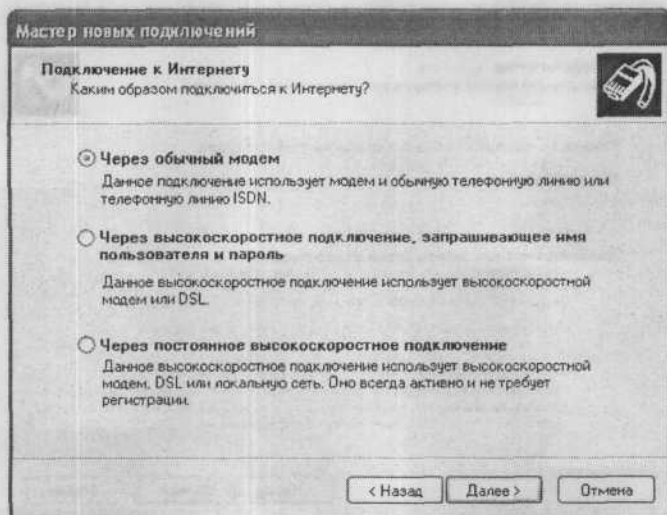 Мастер новых подключений
Подключение к Интернету
Каким образом подключиться к Интернету?
Через обычный модем
Данное подключение использует модем и обычную телефонную линию или
телефонную линию ISDN.
Через высокоскоростное подключение, запрашивающее имя
пользователя и пароль
Данное высокоскоростное подключение использует высокоскоростной
модем или DSL.
Через постоянное высокоскоростное подключение
Данное высокоскоростное подключение использует высокоскоростной
модем, DSL или локальную сеть. Оно всегда активно и не требует
регистрации.
< Назад Далее > Отмена